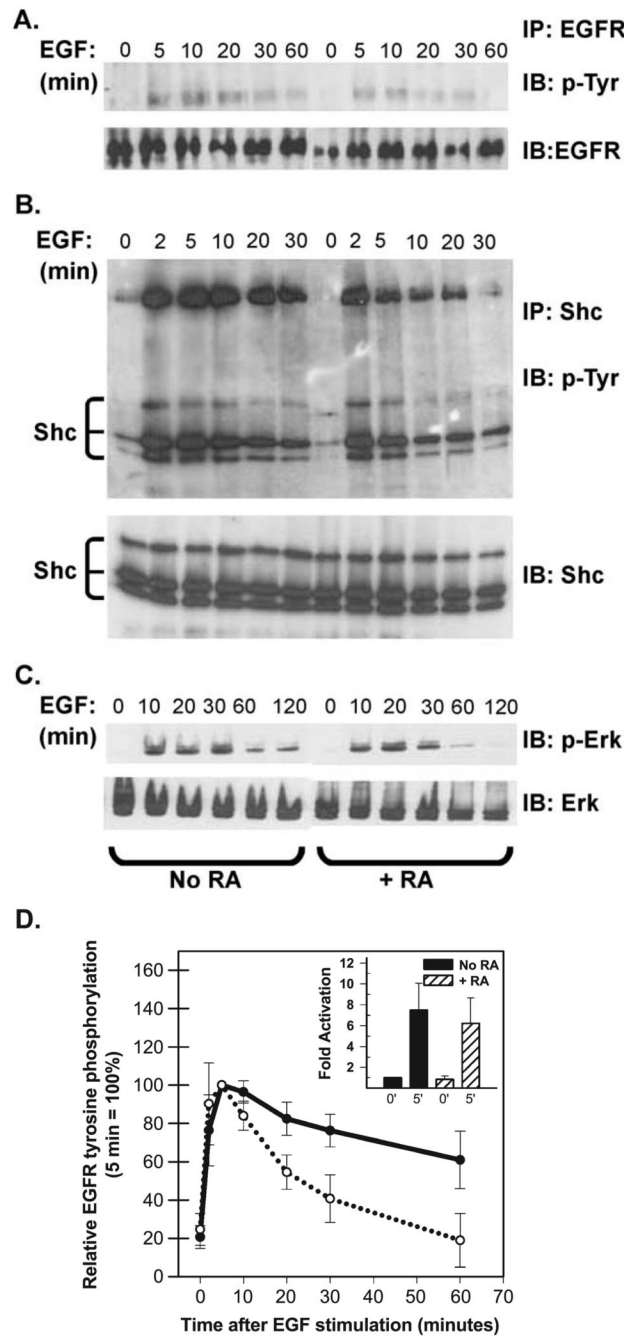 A.
IP: EGFR
EGF: 0 5 10 20 30 60 0 5 10 20 30 60
(min)
IB: p-Tyr
IB:EGFR
B.
EGF: 0 2 5 10 20 30 0 2 5 10 20 30
(min)
IP: Shc
IB: p-Tyr
Shc
Shc
IB: Shc
C.
EGF: 0 10 20 30 60 120 0 10 20 30 60 120
(min)
IB: p-Erk
IB: Erk
No RA + RA
D.
Relative EGFR tyrosine phosphorylation
(5 min = 100%)
160
140
120
100
80
60
40
20
0
0 10 20 30 40 50 60 70
Time after EGF stimulation (minutes)
Fold Activation
12
10
8
6
4
2
No RA
+ RA
0' 5' 0' 5'